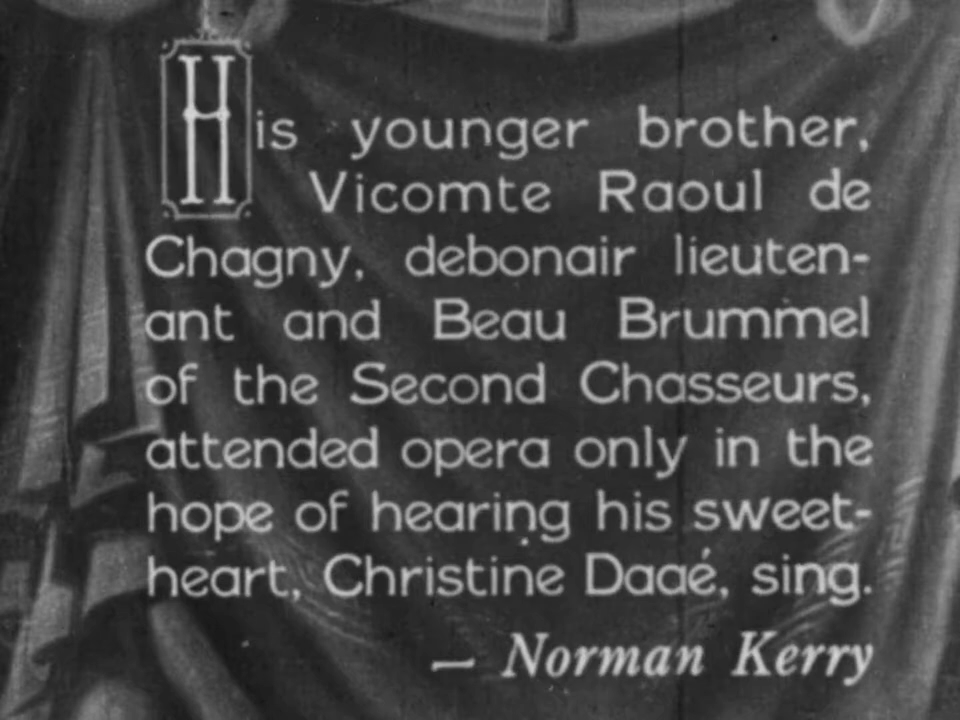 His younger brother,
Vicomte Raoul de
Chagny, debonair lieuten-
ant and Beau Brummel
of the Second Chasseurs,
attended opera only in the
hope of hearing his sweet-
heart, Christine Daaé, sing.
— Norman Kerry